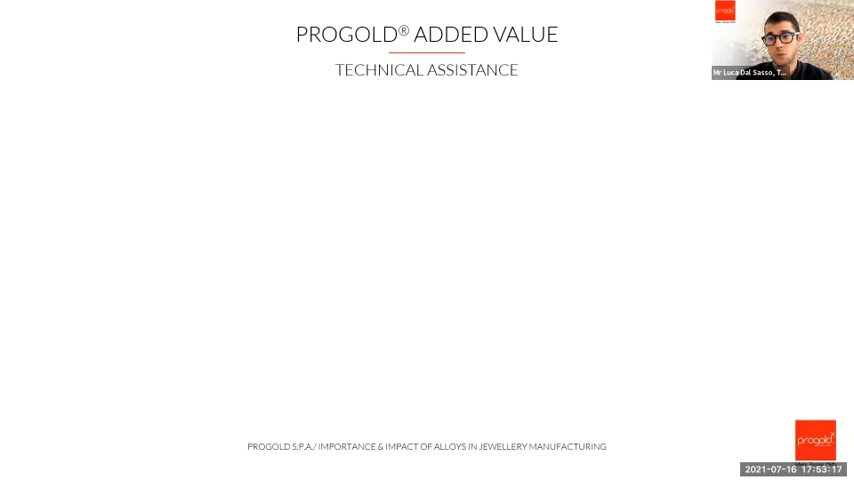 PROGOLD® ADDED VALUE
TECHNICAL ASSISTANCE
progold
Mr Luca Dal Sasso, T...
PROGOLD S.P.A./ IMPORTANCE & IMPACT OF ALLOYS IN JEWELLERY MANUFACTURING
progold
2021-07-16 17:53:17